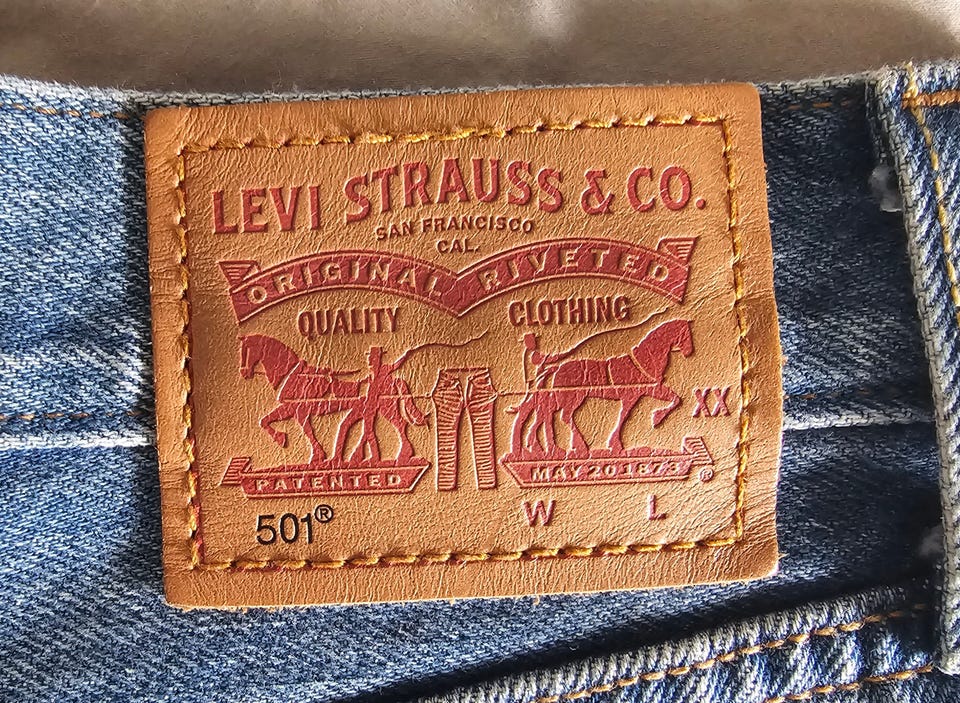 LEVI STRAUSS & CO.
SAN FRANCISCO
CAL.
ORIGINAL RIVETED
QUALITY CLOTHING
XX
PATENTED MAY 20 1873 ®
501® W L